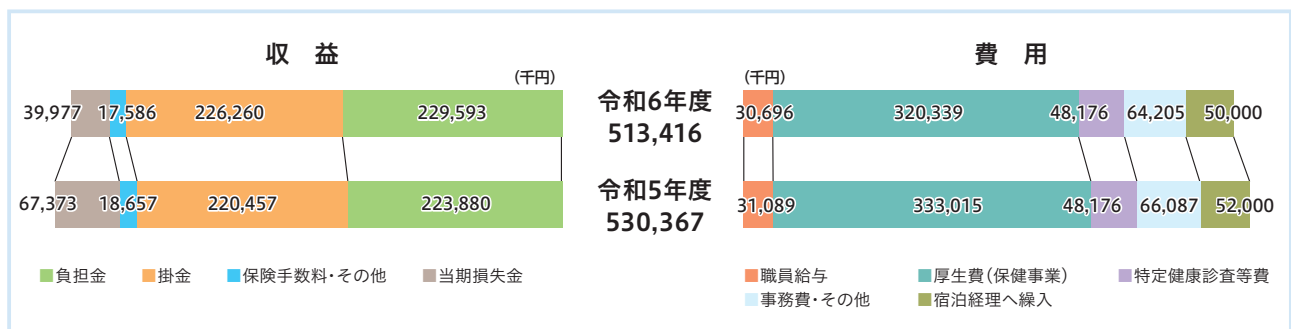 収 益
(千円)
39,977 17,586 226,260 229,593
67,373 18,657 220,457 223,880
負担金 掛金 保険手数料・その他 当期損失金
令和6年度
513,416
令和5年度
530,367
費 用
(千円)
30,696 320,339 48,176 64,205 50,000
31,089 333,015 48,176 66,087 52,000
職員給与 厚生費(保健事業) 特定健康診査等費
事務費・その他 宿泊経理へ繰入